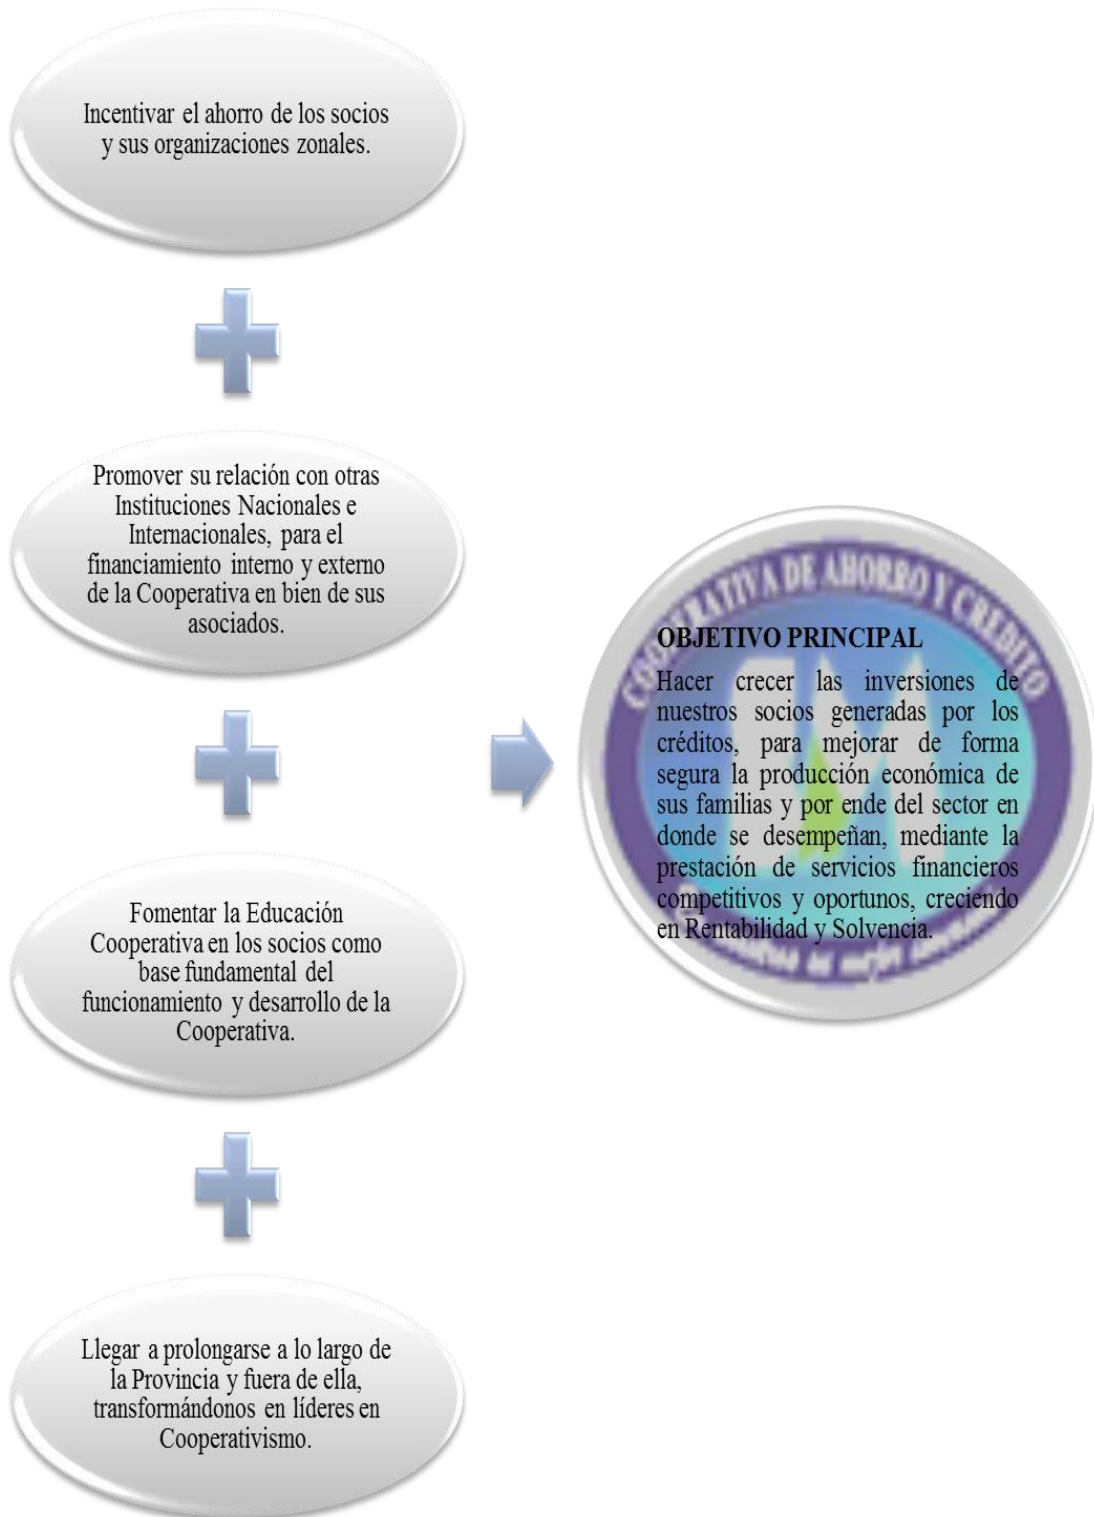 Incentivar el ahorro de los socios
y sus organizaciones zonales.
Promover su relación con otras
Instituciones Nacionales e
Internacionales, para el
financiamiento interno y externo
de la Cooperativa en bien de sus
asociados.
Fomentar la Educación
Cooperativa en los socios como
base fundamental del
funcionamiento y desarrollo de la
Cooperativa.
Llegar a prolongarse a lo largo de
la Provincia y fuera de ella,
transformándonos en líderes en
Cooperativismo.
COOPERATIVA DE AHORRO Y CREDITO
OBJETIVO PRINCIPAL
Hacer crecer las inversiones de
nuestros socios generadas por los
créditos, para mejorar de forma
segura la producción económica de
sus familias y por ende del sector en
donde se desempeñan, mediante la
prestación de servicios financieros
competitivos y oportunos, creciendo
en Rentabilidad y Solvencia.